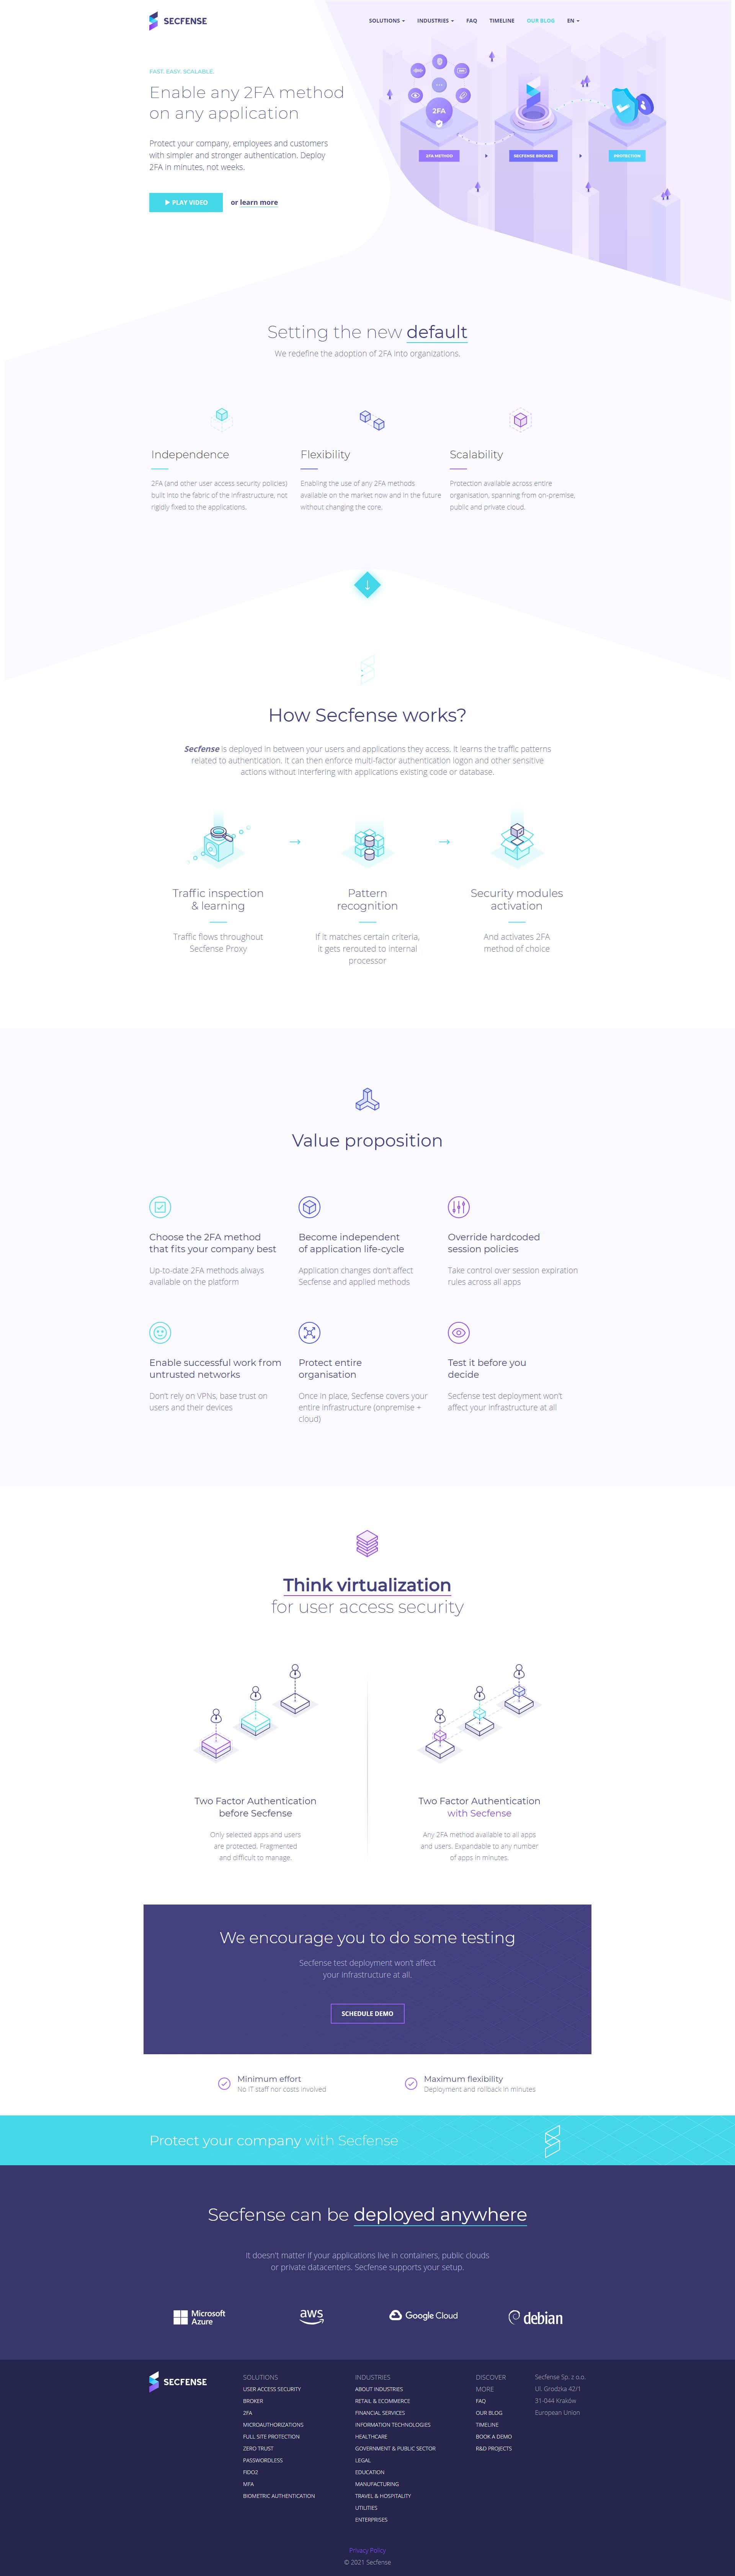 SECFENSE
SOLUTIONS
INDUSTRIES
FAQ
TIMELINE
OUR BLOG
EN
FAST. EASY. SCALABLE.
Enable any 2FA method
on any application
Protect your company, employees and customers
with simpler and stronger authentication. Deploy
2FA in minutes, not weeks.
PLAY VIDEO
or learn more
2FA
2FA METHOD
SECFENSE BROKER
PROTECTION
Setting the new default
We redefine the adoption of 2FA into organizations.
Independence
2FA (and other user access security policies)
built into the fabric of the infrastructure, not
rigidly fixed to the applications.
Flexibility
Enabling the use of any 2FA methods
available on the market now and in the future
without changing the core.
Scalability
Protection available across entire
organisation, spanning from on-premise,
public and private cloud.
How Secfense works?
Secfense is deployed in between your users and applications they access. It learns the traffic patterns
related to authentication. It can then enforce multi-factor authentication logon and other sensitive
actions without interfering with applications existing code or database.
Traffic inspection
& learning
Traffic flows throughout
Secfense Proxy
Pattern
recognition
If it matches certain criteria,
it gets rerouted to internal
processor
Security modules
activation
And activates 2FA
method of choice
Value proposition
Choose the 2FA method
that fits your company best
Up-to-date 2FA methods always
available on the platform
Become independent
of application life-cycle
Application changes don't affect
Secfense and applied methods
Override hardcoded
session policies
Take control over session expiration
rules across all apps
Enable successful work from
untrusted networks
Don't rely on VPNs, base trust on
users and their devices
Protect entire
organisation
Once in place, Secfense covers your
entire infrastructure (onpremise +
cloud)
Test it before you
decide
Secfense test deployment won't
affect your infrastructure at all
Think virtualization
for user access security
Two Factor Authentication
before Secfense
Only selected apps and users
are protected. Fragmented
and difficult to manage.
Two Factor Authentication
with Secfense
Any 2FA method available to all apps
and users. Expandable to any number
of apps in minutes.
We encourage you to do some testing
Secfense test deployment won't affect
your infrastructure at all.
SCHEDULE DEMO
Minimum effort
No IT staff nor costs involved
Maximum flexibility
Deployment and rollback in minutes
Protect your company with Secfense
Secfense can be deployed anywhere
It doesn't matter if your applications live in containers, public clouds
or private datacenters. Secfense supports your setup.
Microsoft
Azure
aws
Google Cloud
debian
SECFENSE
SOLUTIONS
USER ACCESS SECURITY
BROKER
2FA
MICROAUTHORIZATIONS
FULL SITE PROTECTION
ZERO TRUST
PASSWORDLESS
FIDO2
MFA
BIOMETRIC AUTHENTICATION
INDUSTRIES
ABOUT INDUSTRIES
RETAIL & ECOMMERCE
FINANCIAL SERVICES
INFORMATION TECHNOLOGIES
HEALTHCARE
GOVERNMENT & PUBLIC SECTOR
LEGAL
EDUCATION
MANUFACTURING
TRAVEL & HOSPITALITY
UTILITIES
ENTERPRISES
DISCOVER
MORE
FAQ
OUR BLOG
TIMELINE
BOOK A DEMO
R&D PROJECTS
Secfense Sp. z o.o.
Ul. Grodzka 42/1
31-044 Kraków
European Union
Privacy Policy
© 2021 Secfense